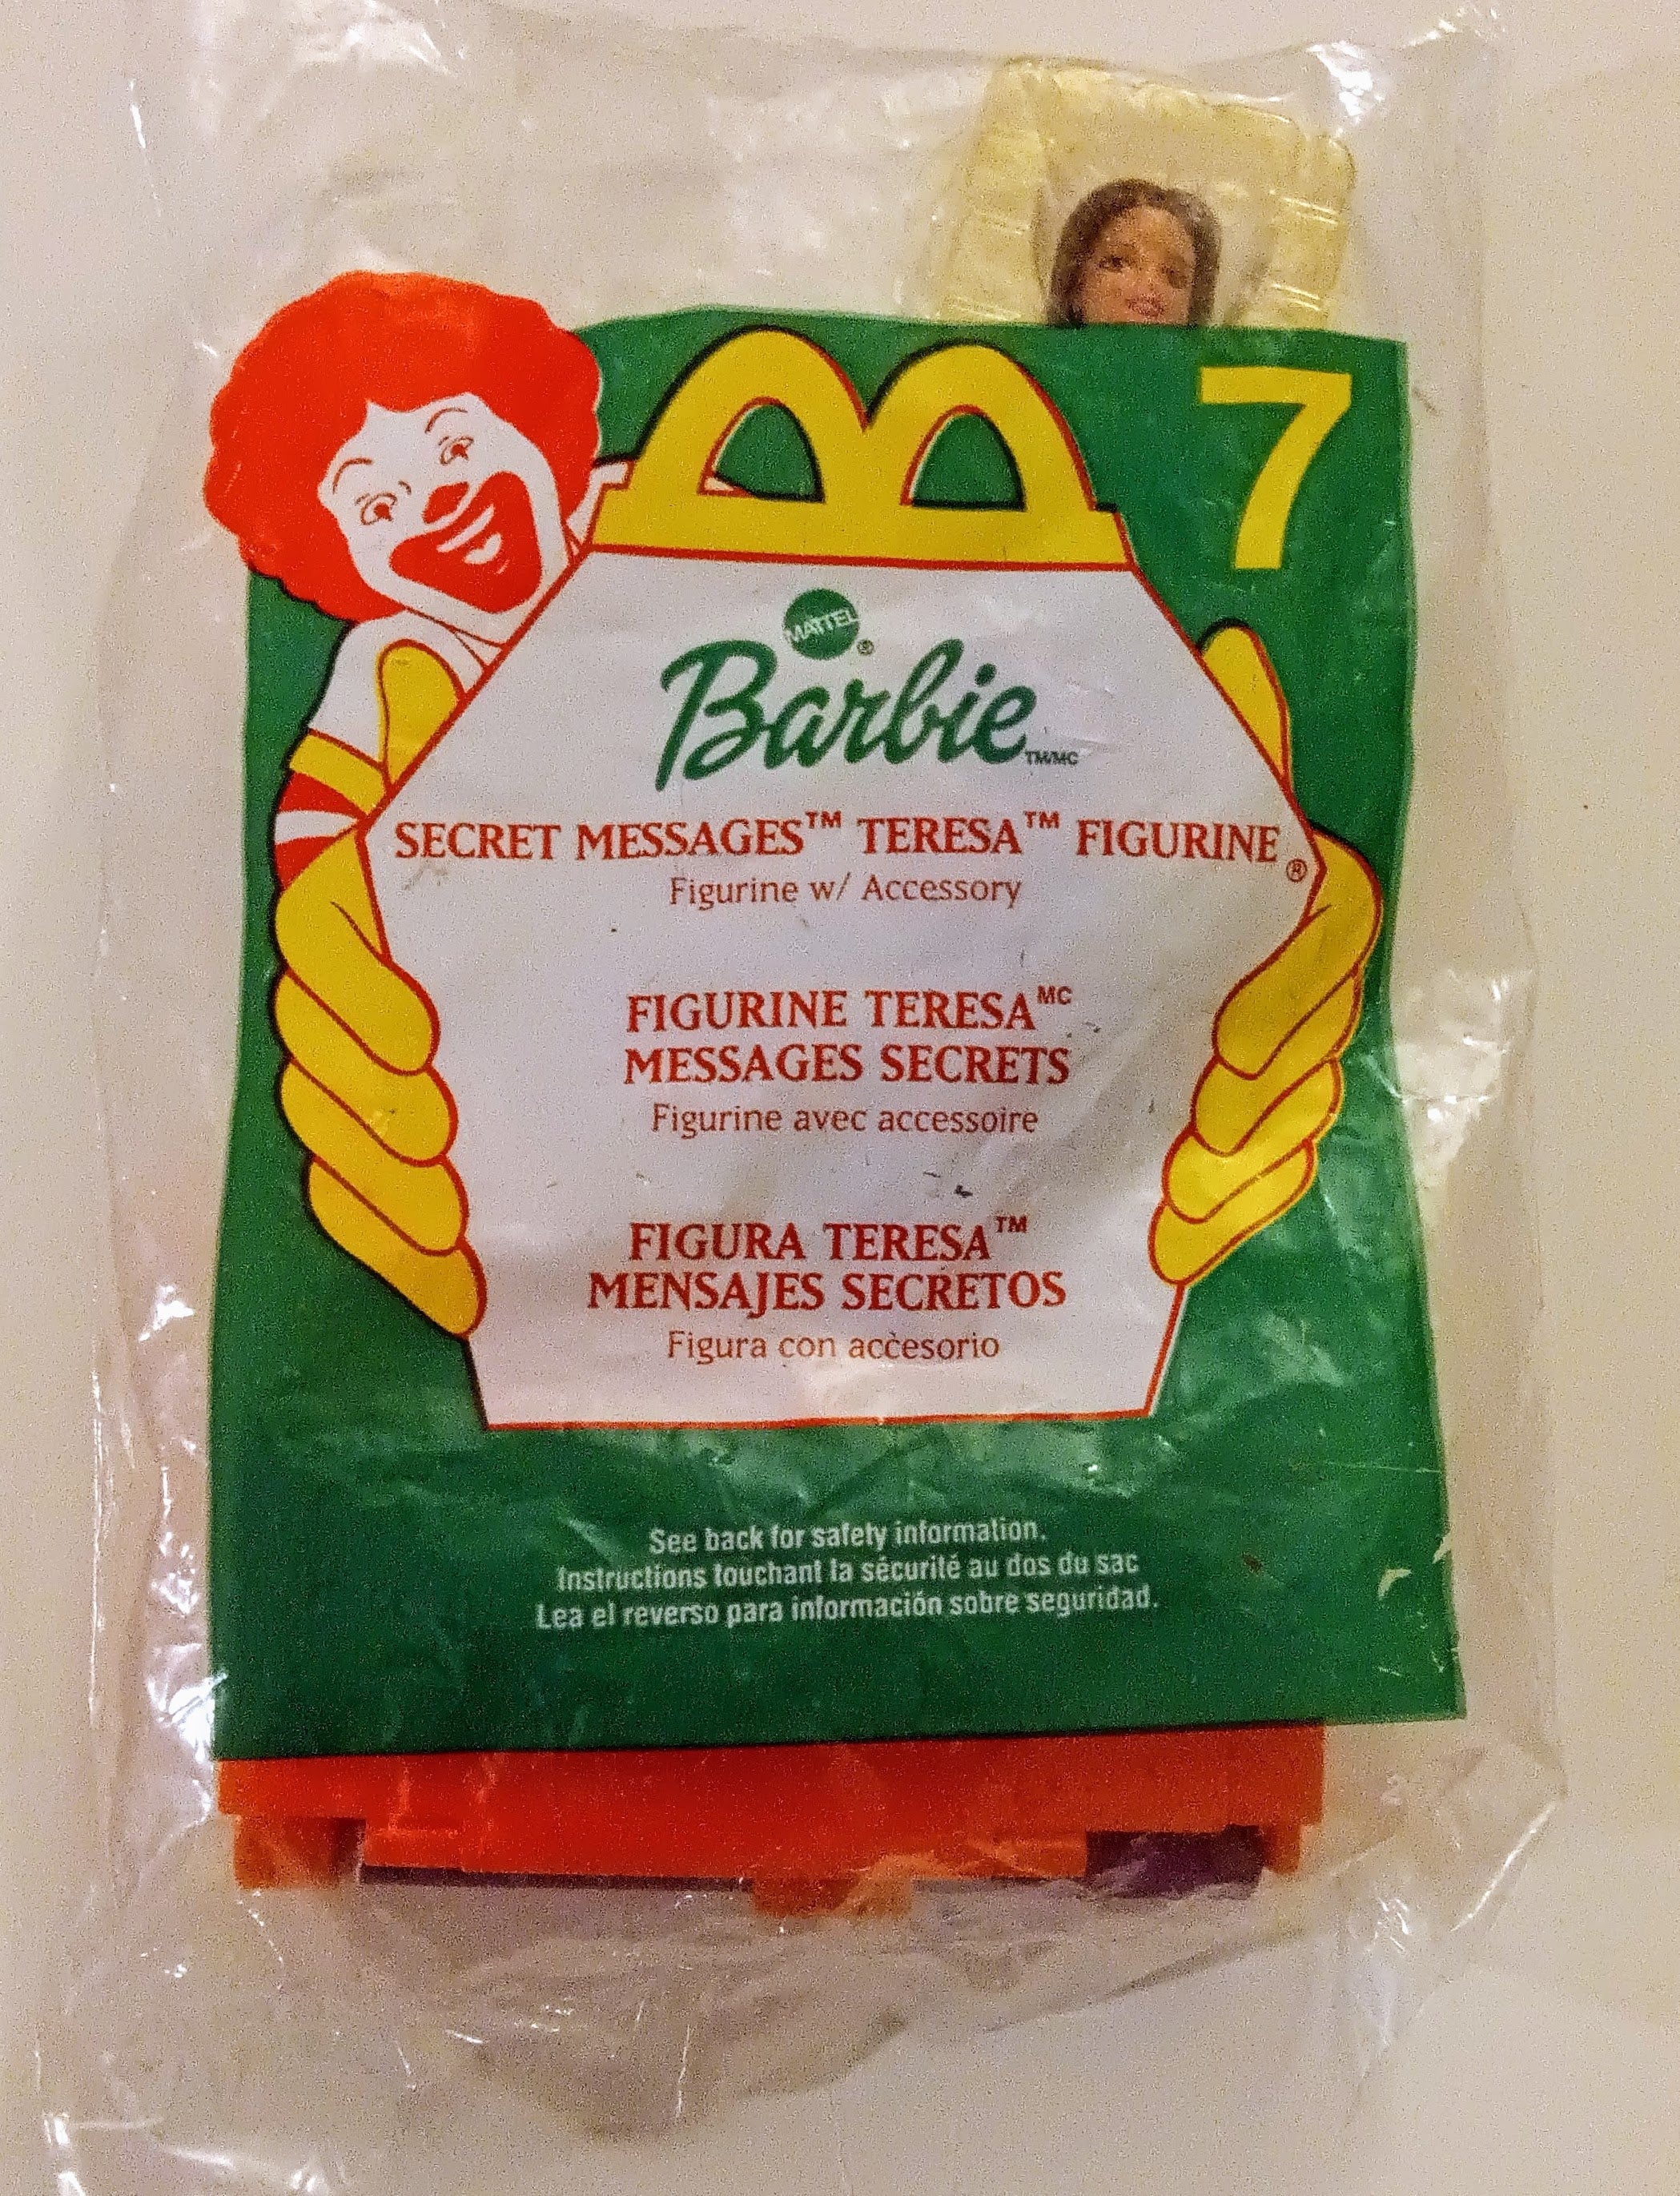 7
MATTEL
®
Barbie TM/MC
SECRET MESSAGES™ TERESA™ FIGURINE ®
Figurine w/ Accessory
FIGURINE TERESA MC
MESSAGES SECRETS
Figurine avec accessoire
FIGURA TERESA™
MENSAJES SECRETOS
Figura con accesorio
See back for safety information.
Instructions touchant la sécurité au dos du sac
Lea el reverso para información sobre seguridad.